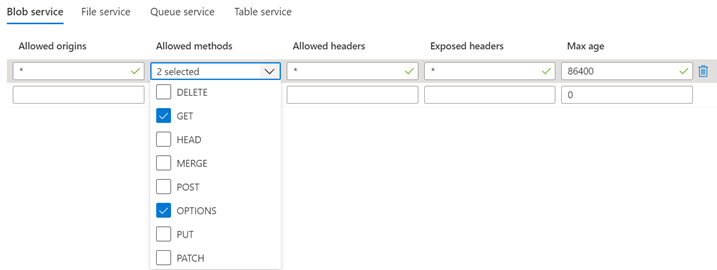 Blob service File service Queue service Table service
Allowed origins Allowed methods Allowed headers Exposed headers Max age
* 2 selected * * 86400
0
DELETE
GET
HEAD
MERGE
POST
OPTIONS
PUT
PATCH